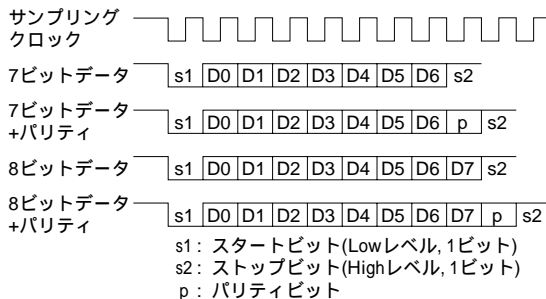 サンプリング
クロック
7ビットデータ s1 D0 D1 D2 D3 D4 D5 D6 s2
7ビットデータ
+パリティ s1 D0 D1 D2 D3 D4 D5 D6 p s2
8ビットデータ s1 D0 D1 D2 D3 D4 D5 D6 D7 s2
8ビットデータ
+パリティ s1 D0 D1 D2 D3 D4 D5 D6 D7 p s2
s1 : スタートビット(Lowレベル, 1ビット)
s2 : ストップビット(Highレベル, 1ビット)
p : パリティビット